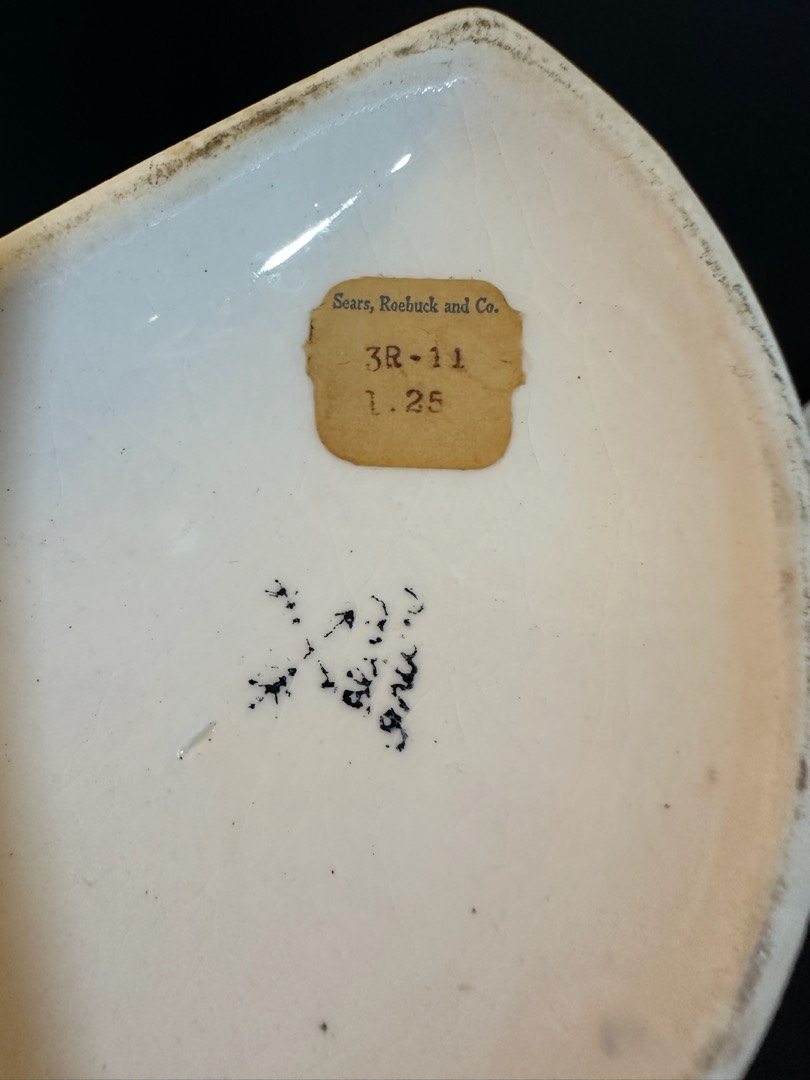 Sears, Roebuck and Co.
3R-11
1.25